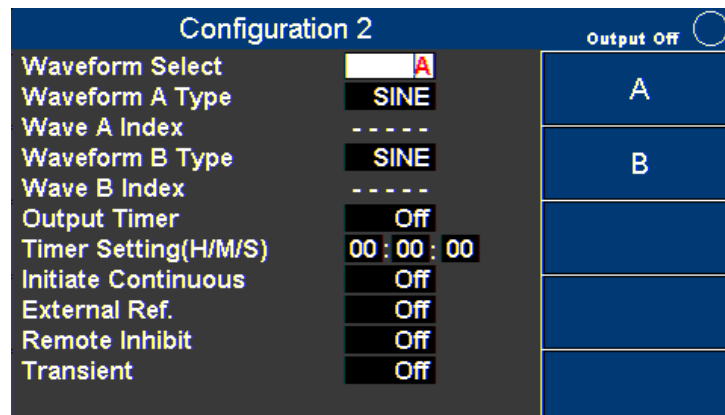 Configuration 2 Output Off
Waveform Select A
Waveform A Type SINE
Wave A Index - - - - -
Waveform B Type SINE
Wave B Index - - - - -
Output Timer Off
Timer Setting(H/M/S) 00 : 00 : 00
Initiate Continuous Off
External Ref. Off
Remote Inhibit Off
Transient Off
A
B